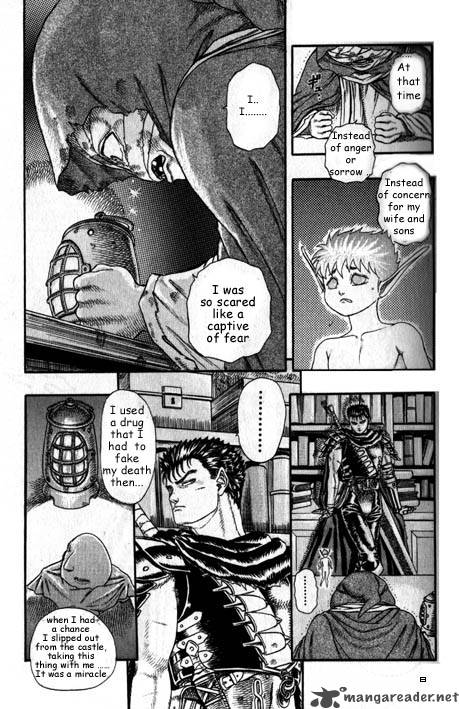 At
that
time
Instead
of anger
or
sorrow ...
Instead
of concern
for my
wife and
sons
I..
I........
I was
so scared
like a
captive
of fear
.........
I used
a drug
that I
had to
fake
my death
then...
when I had
a chance
I slipped out
from the castle,
taking this
thing with me ......
It was a miracle
8
mangareader.net